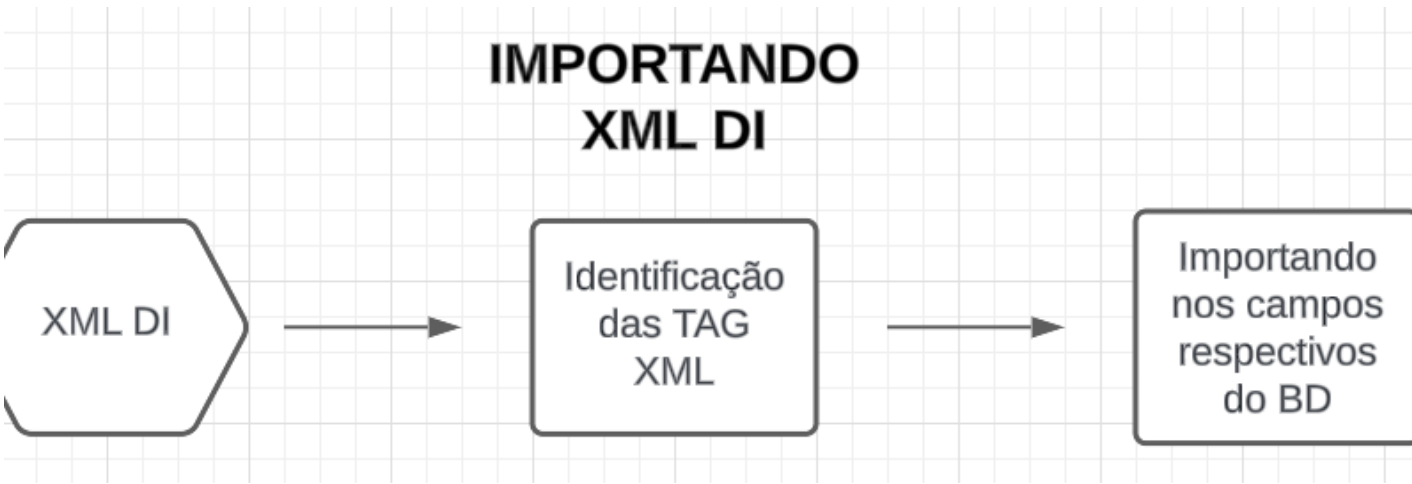 IMPORTANDO
XML DI
XML DI
Identificação
das TAG
XML
Importando
nos campos
respectivos
do BD